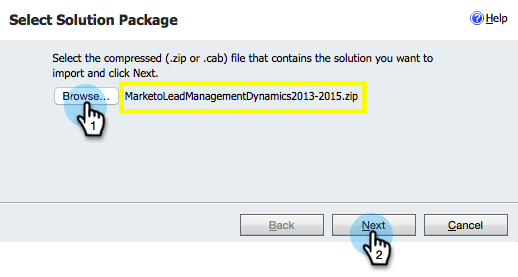 Select Solution Package
Help
Select the compressed (.zip or .cab) file that contains the solution you want to
import and click Next.
Browse... MarketoLeadManagementDynamics2013-2015.zip
1
Back Next Cancel
2